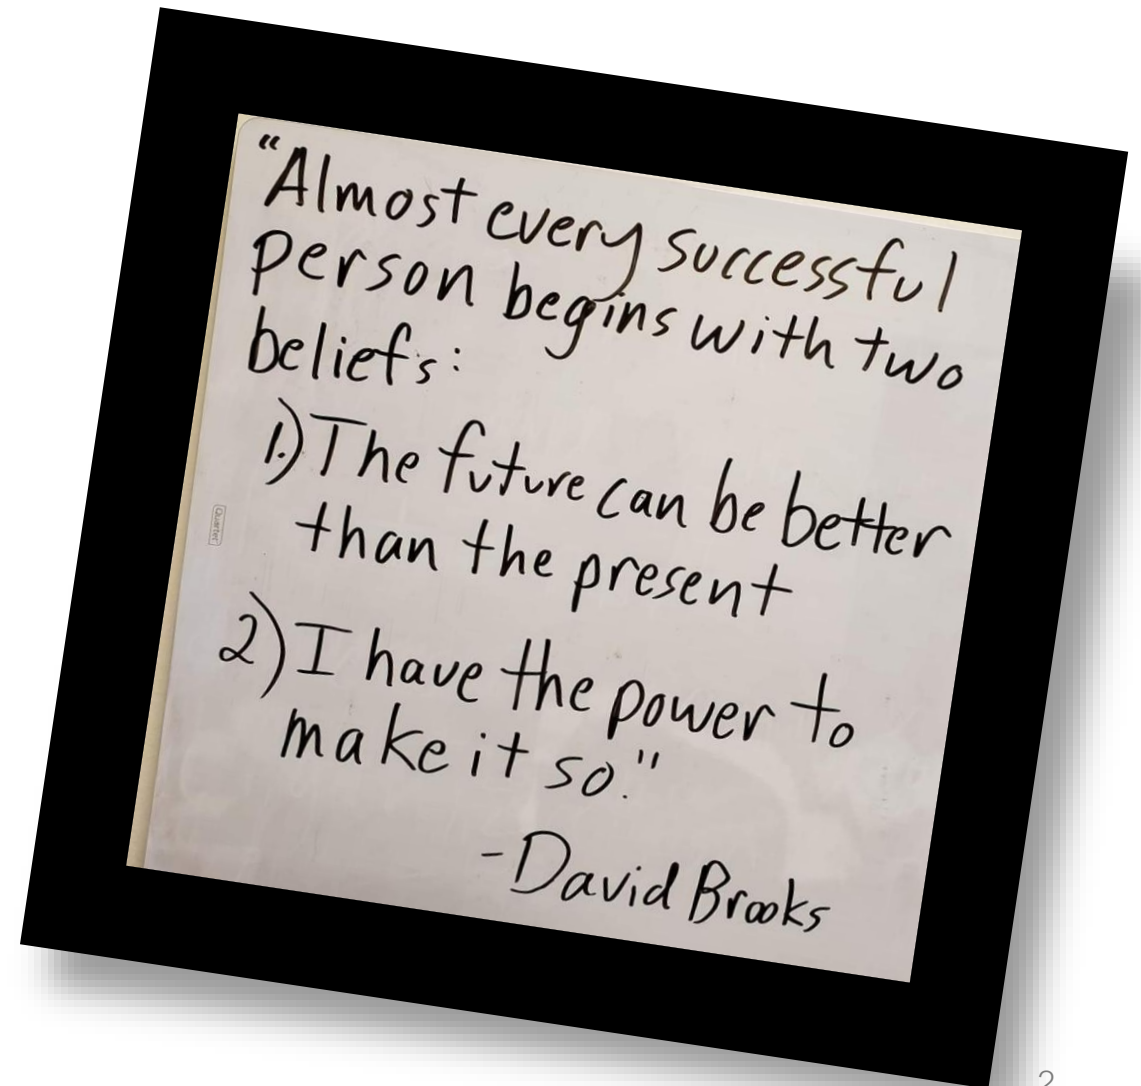 “Almost every successful
person begins with two
beliefs:
1.) The future can be better
than the present
2) I have the power to
make it so."
-David Brooks
Quartet
2